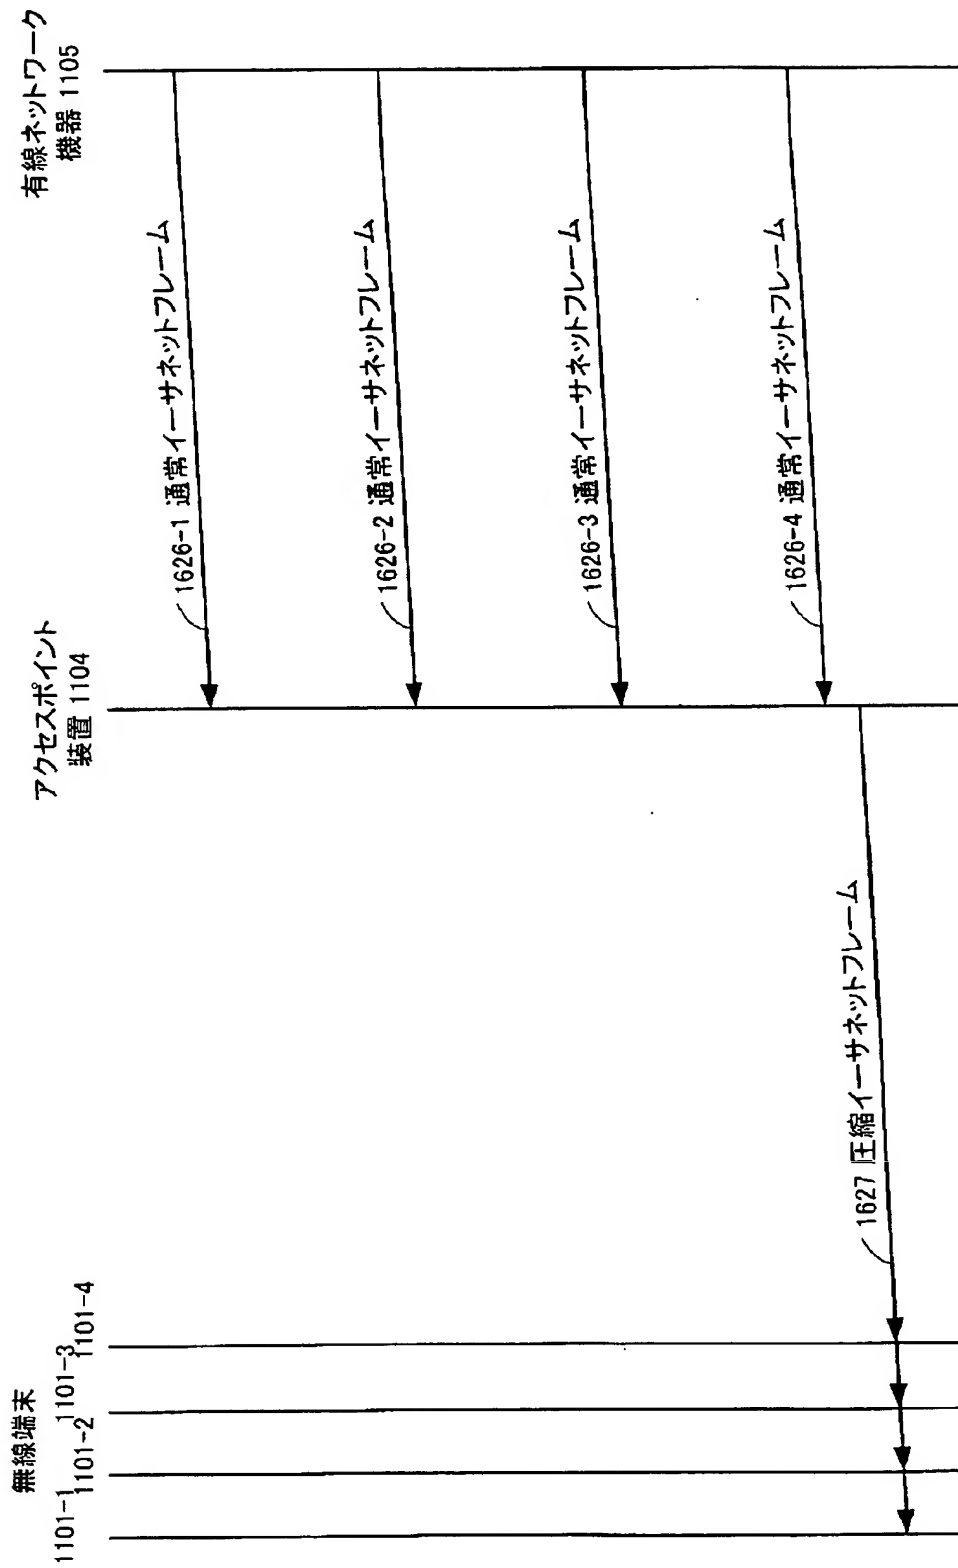 無線端末
1101-1
1101-2
1101-3
1101-4
アクセスポイント
装置 1104
有線ネットワーク
機器 1105
1626-1 通常イーサネットフレーム
1626-2 通常イーサネットフレーム
1626-3 通常イーサネットフレーム
1626-4 通常イーサネットフレーム
1627 圧縮イーサネットフレーム